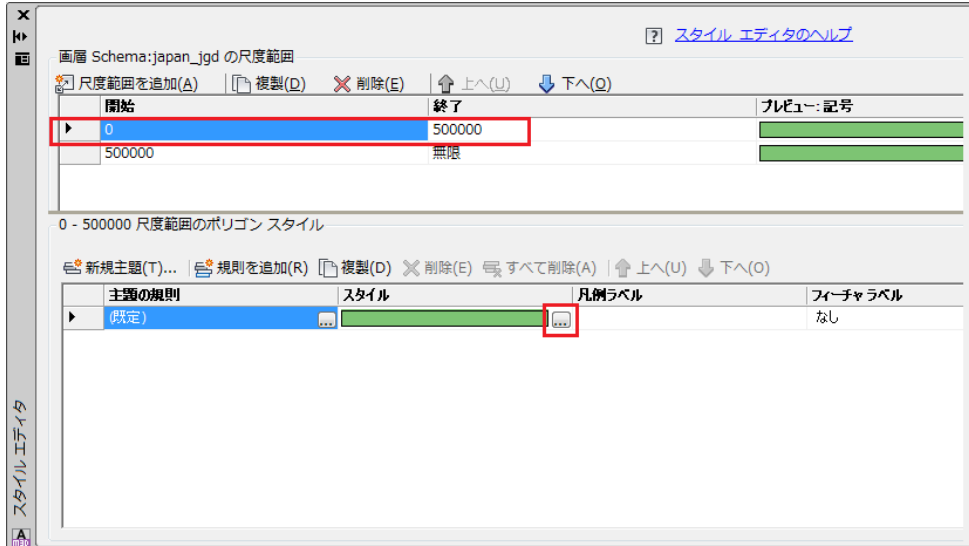 スタイル エディタのヘルプ
画層 Schema:japan_jgd の尺度範囲
尺度範囲を追加(A) 複製(D) 削除(E) 上へ(U) 下へ(O)
開始 終了 プレビュー: 記号
0 500000
500000 無限
0 - 500000 尺度範囲のポリゴン スタイル
新規主題(T)... 規則を追加(R) 複製(D) 削除(E) すべて削除(A) 上へ(U) 下へ(O)
主題の規則 スタイル 凡例ラベル フィーチャ ラベル
(既定) ... ... なし
スタイル エディタ